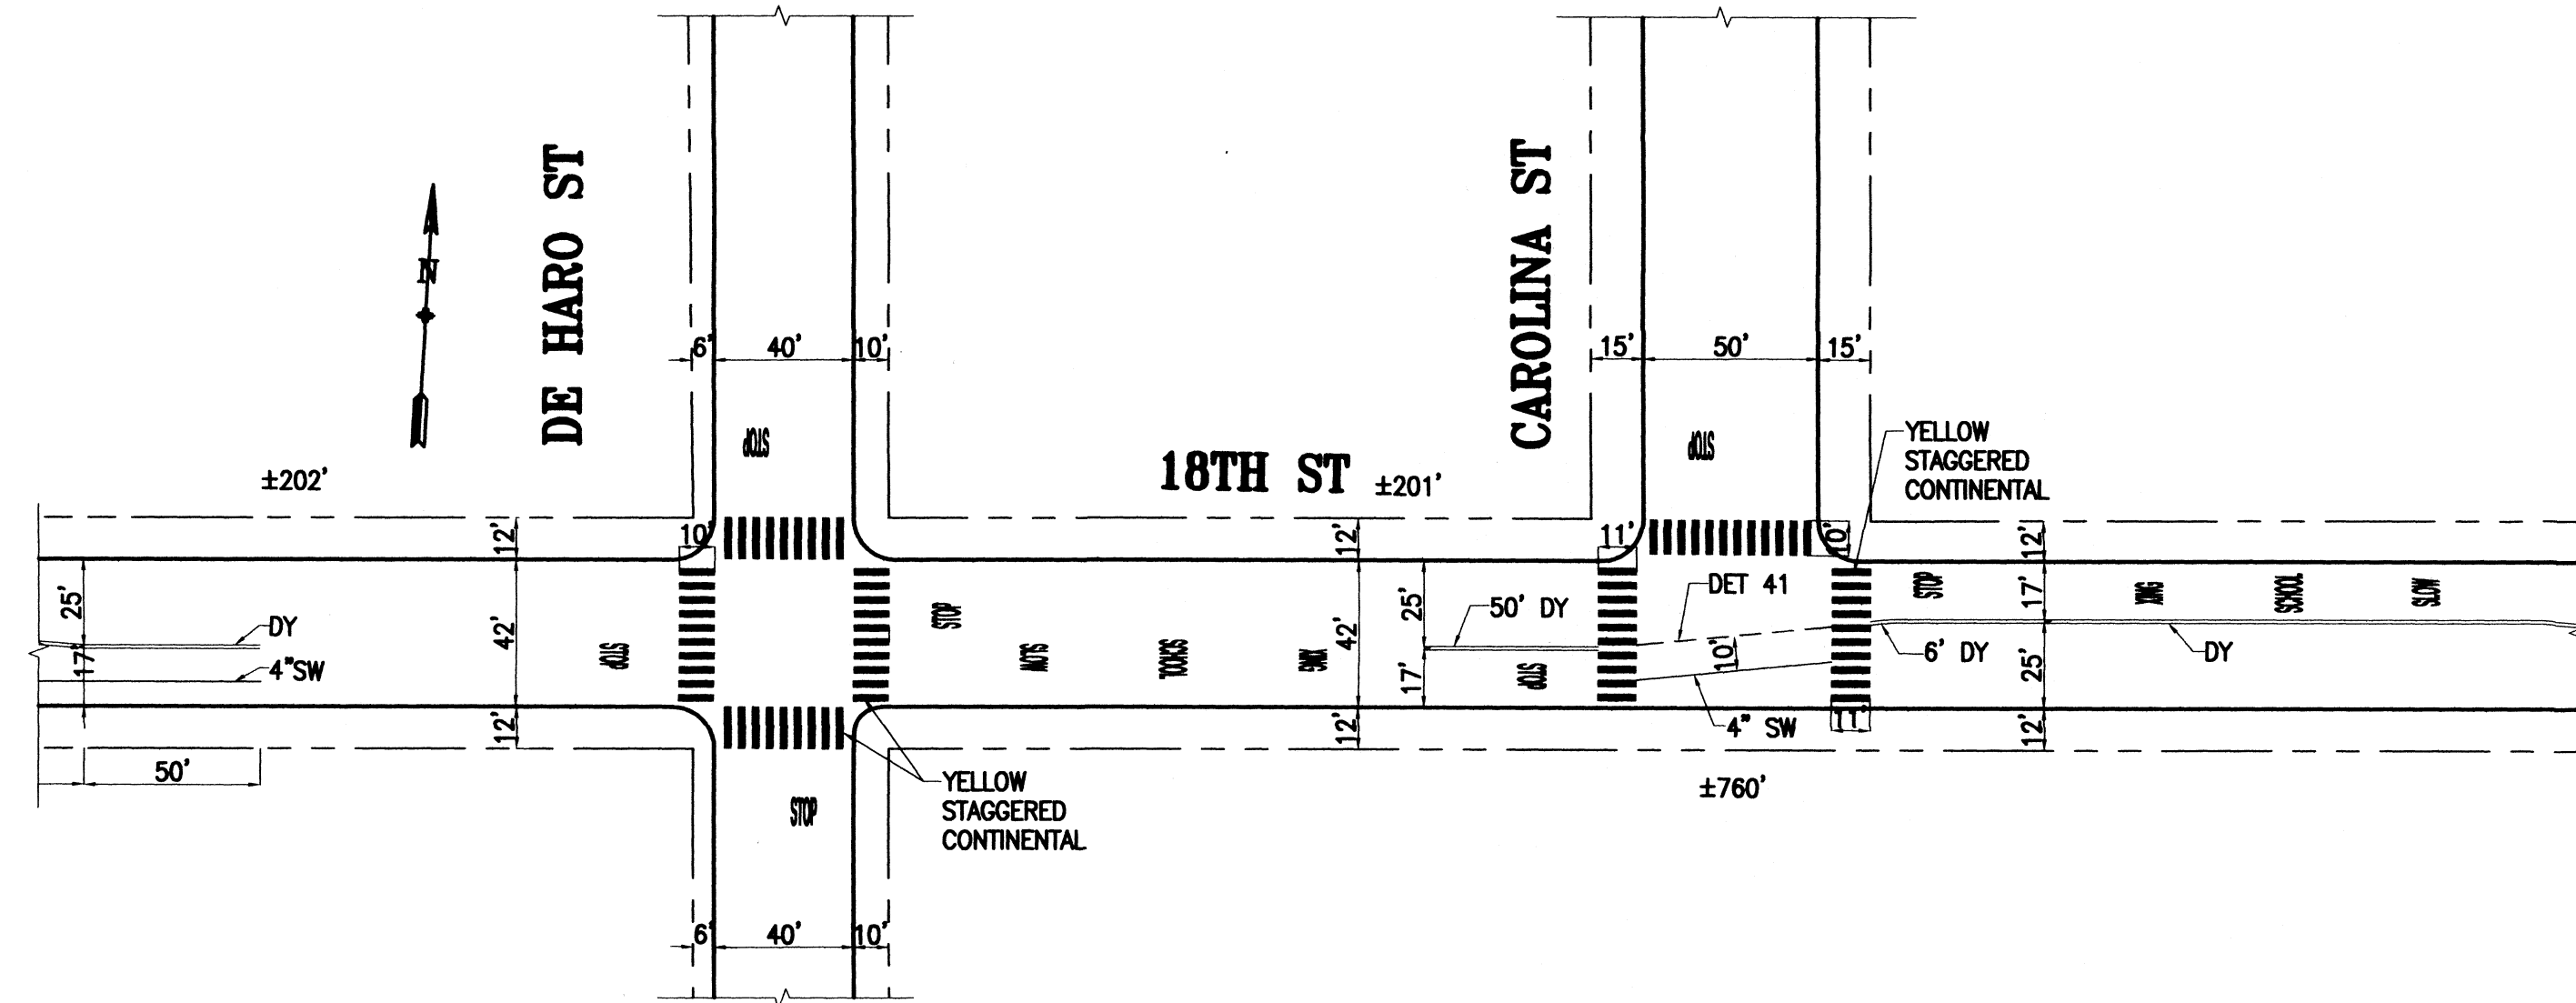 DE HARO ST
N
CAROLINA ST
6' 40' 10'
15' 50' 15'
STOP
STOP
YELLOW
STAGGERED
CONTINENTAL
18TH ST ±201'
±202'
12'
10'
12'
11'
10'
12'
25'
DY
17'
4"SW
42'
STOP
STOP
SLOW
SCHOOL
XING
42'
25'
50' DY
17'
STOP
DET 41
10'
4" SW
11'
STOP
XING
SCHOOL
SLOW
17'
6' DY
DY
25'
12'
12'
12'
50'
YELLOW
STAGGERED
CONTINENTAL
STOP
±760'
6' 40' 10'